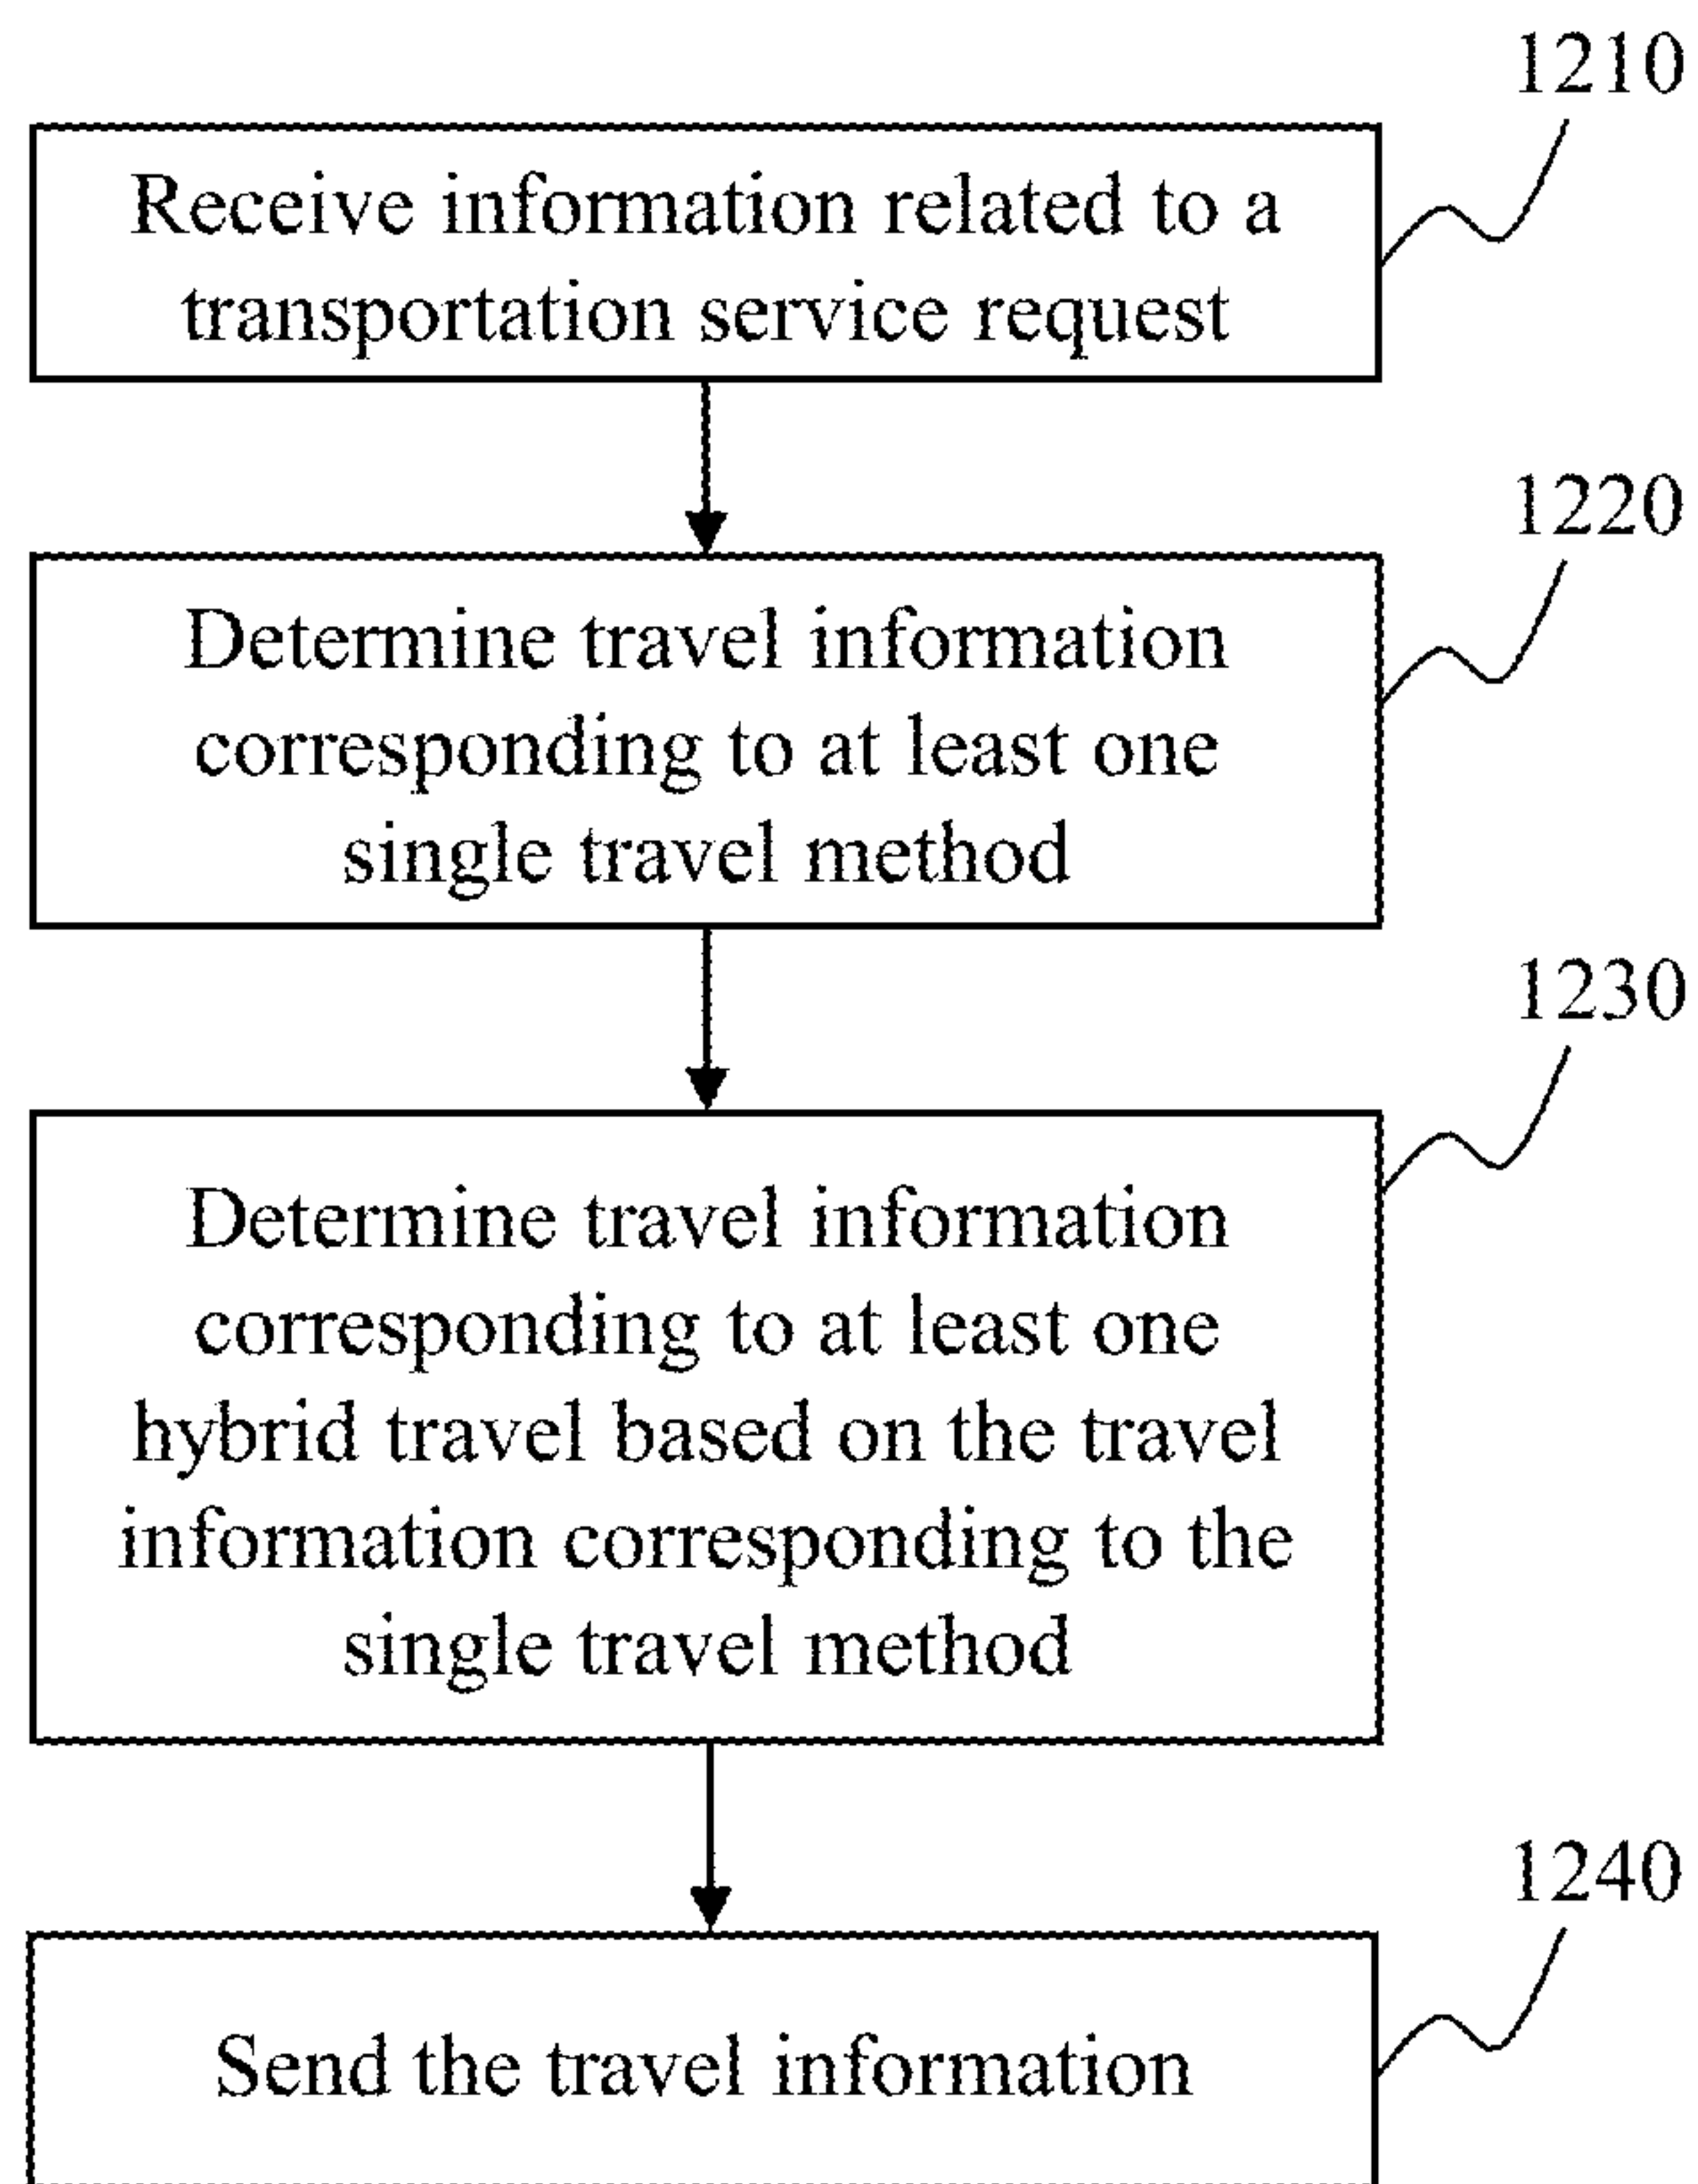 1210
Receive information related to a
transportation service request
1220
Determine travel information
corresponding to at least one
single travel method
1230
Determine travel information
corresponding to at least one
hybrid travel based on the travel
information corresponding to the
single travel method
1240
Send the travel information